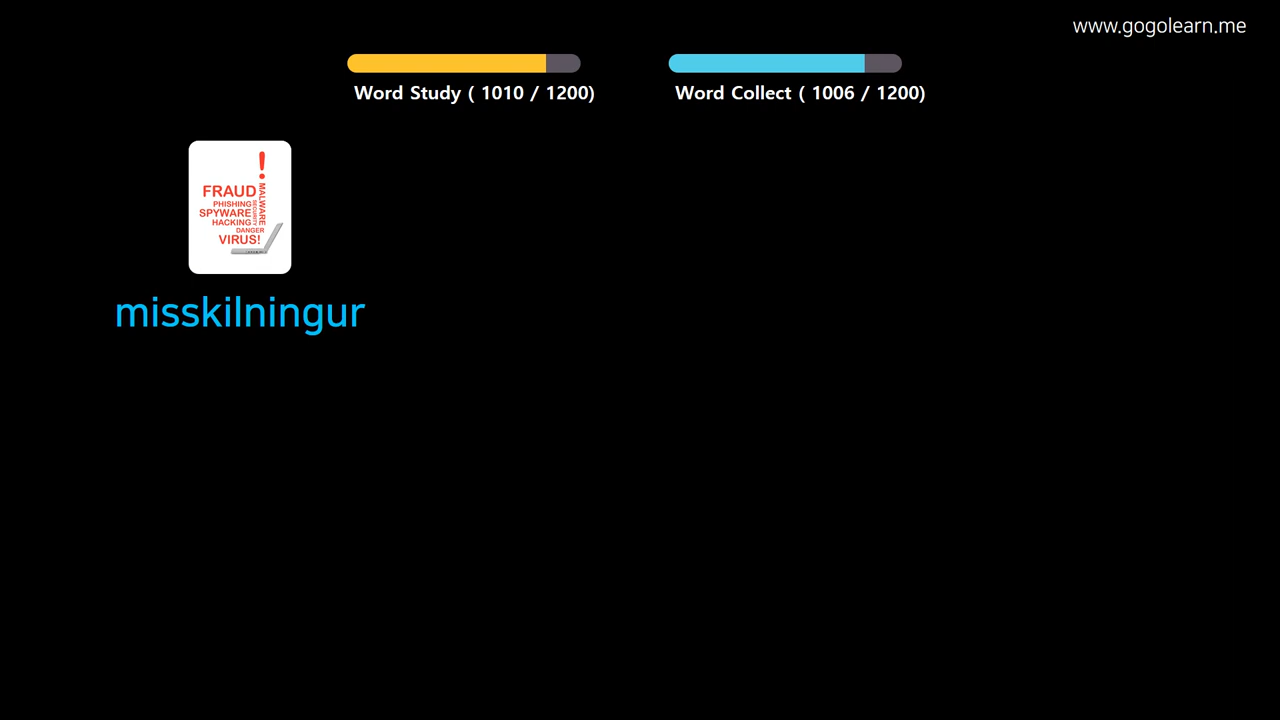 www.gogolearn.me
Word Study ( 1010 / 1200)
Word Collect ( 1006 / 1200)
!
FRAUD
PHISHING
SPYWARE
HACKING
DANGER
VIRUS!
MALWARE
SECURITY
misskilningur